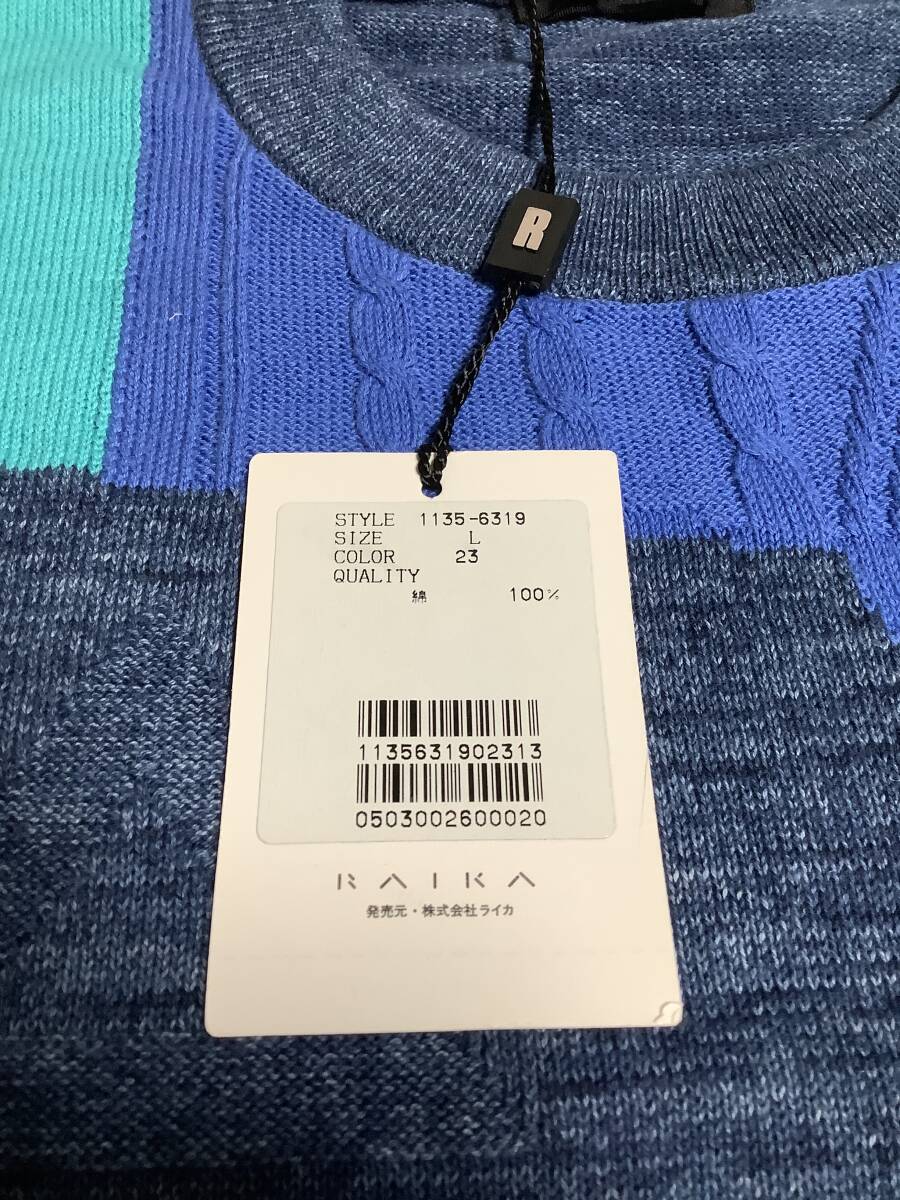 R
STYLE 1135-6319
SIZE L
COLOR 23
QUALITY
綿 100%
1135631902313
0503002600020
RAIKA
発売元・株式会社ライカ